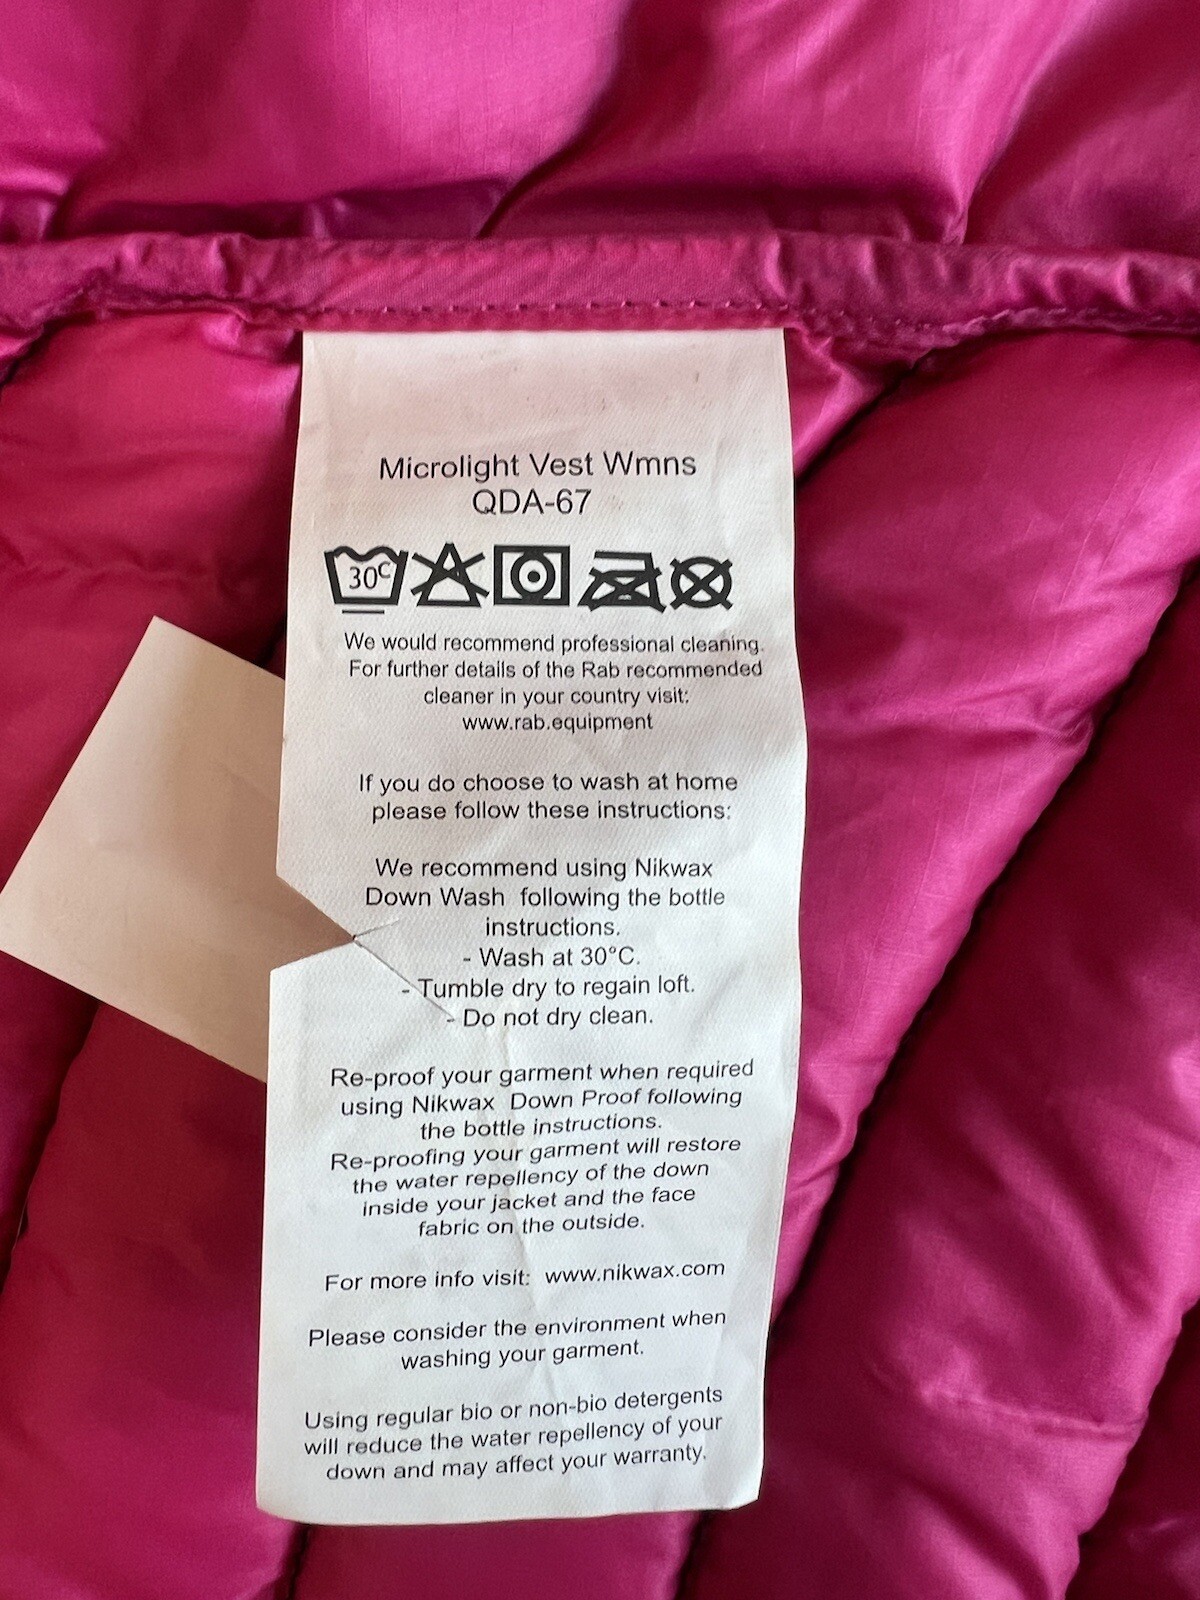 Microlight Vest Wmns
QDA-67
30C
We would recommend professional cleaning.
For further details of the Rab recommended
cleaner in your country visit:
www.rab.equipment
If you do choose to wash at home
please follow these instructions:
We recommend using Nikwax
Down Wash following the bottle
instructions.
- Wash at 30°C.
- Tumble dry to regain loft.
- Do not dry clean.
Re-proof your garment when required
using Nikwax Down Proof following
the bottle instructions.
Re-proofing your garment will restore
the water repellency of the down
inside your jacket and the face
fabric on the outside.
For more info visit: www.nikwax.com
Please consider the environment when
washing your garment.
Using regular bio or non-bio detergents
will reduce the water repellency of your
down and may affect your warranty.